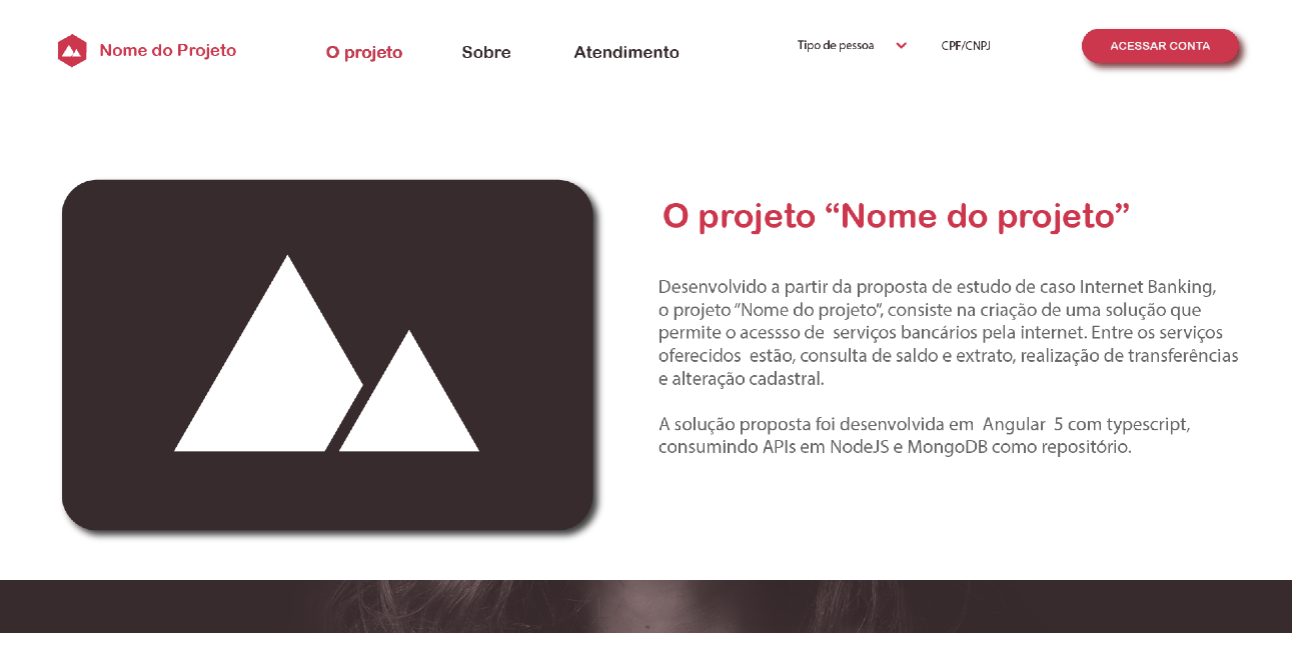 Nome do Projeto
O projeto
Sobre
Atendimento
Tipo de pessoa
CPF/CNPJ
ACESSAR CONTA
O projeto “Nome do projeto”
Desenvolvido a partir da proposta de estudo de caso Internet Banking,
o projeto “Nome do projeto”, consiste na criação de uma solução que
permite o acessso de  serviços bancários pela internet. Entre os serviços
oferecidos  estão, consulta de saldo e extrato, realização de transferências
e alteração cadastral.
A solução proposta foi desenvolvida em  Angular  5 com typescript,
consumindo APIs em NodeJS e MongoDB como repositório.